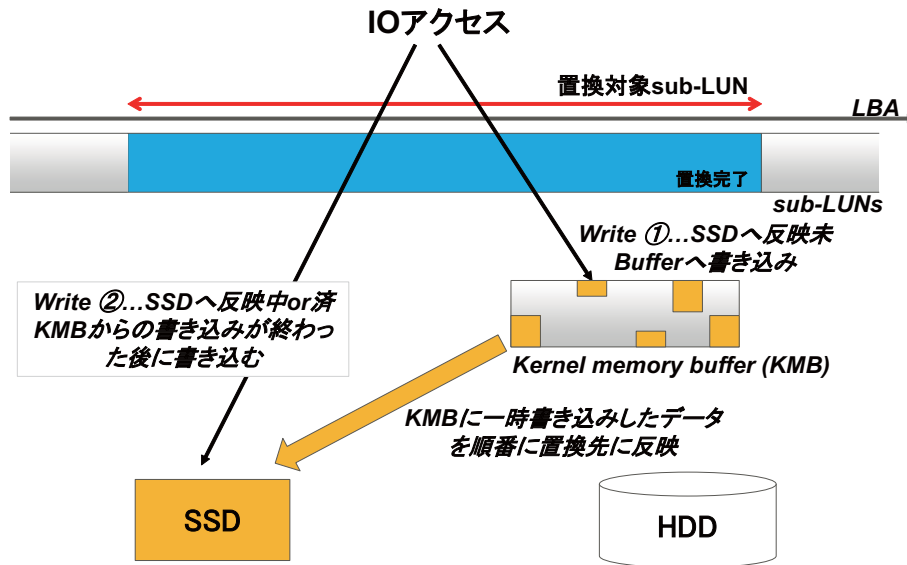 IOアクセス
置換対象sub-LUN
LBA
置換完了
sub-LUNs
Write ①…SSDへ反映未
Bufferへ書き込み
Write ②…SSDへ反映中or済
KMBからの書き込みが終わっ
た後に書き込む
Kernel memory buffer (KMB)
KMBに一時書き込みしたデータ
を順番に置換先に反映
SSD
HDD